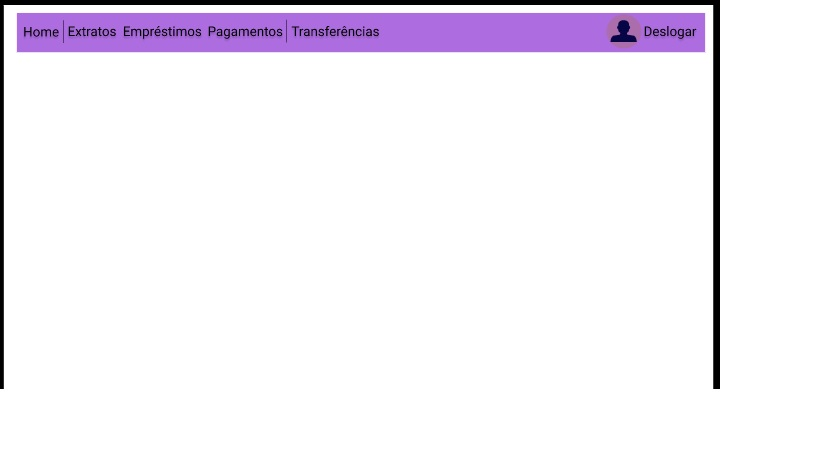 Home Extratos Empréstimos Pagamentos Transferências Deslogar